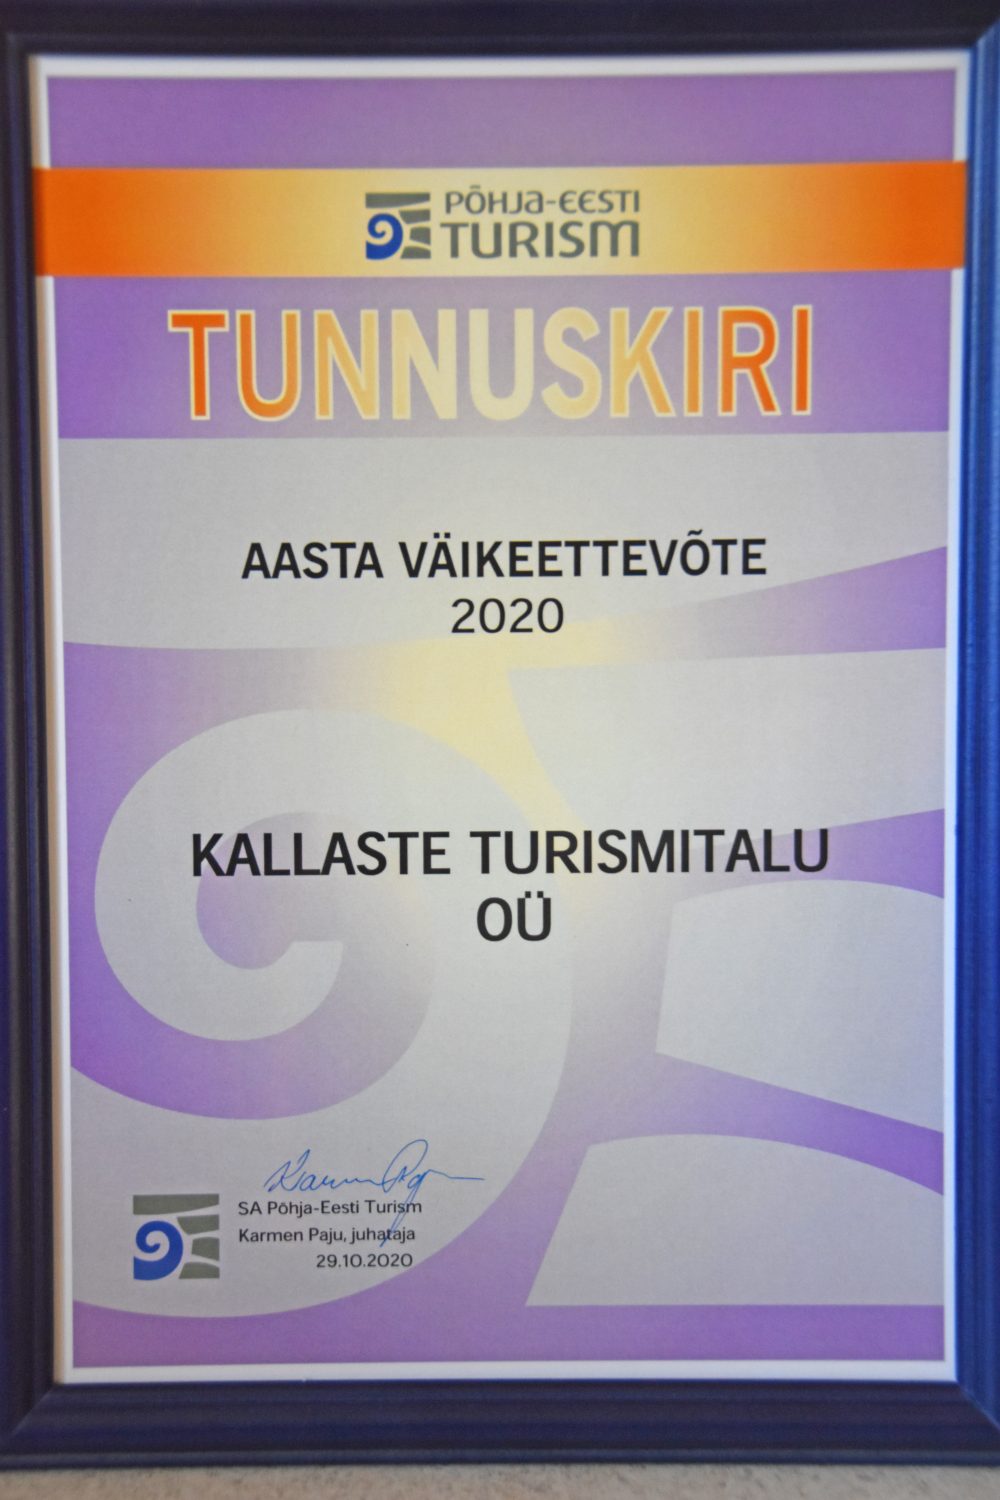 PÕHJA-EESTI
TURISM
TUNNUSKIRI
AASTA VÄIKEETTEVÕTE
2020
KALLASTE TURISMITALU
OÜ
SA Põhja-Eesti Turism
Karmen Paju, juhataja
29.10.2020